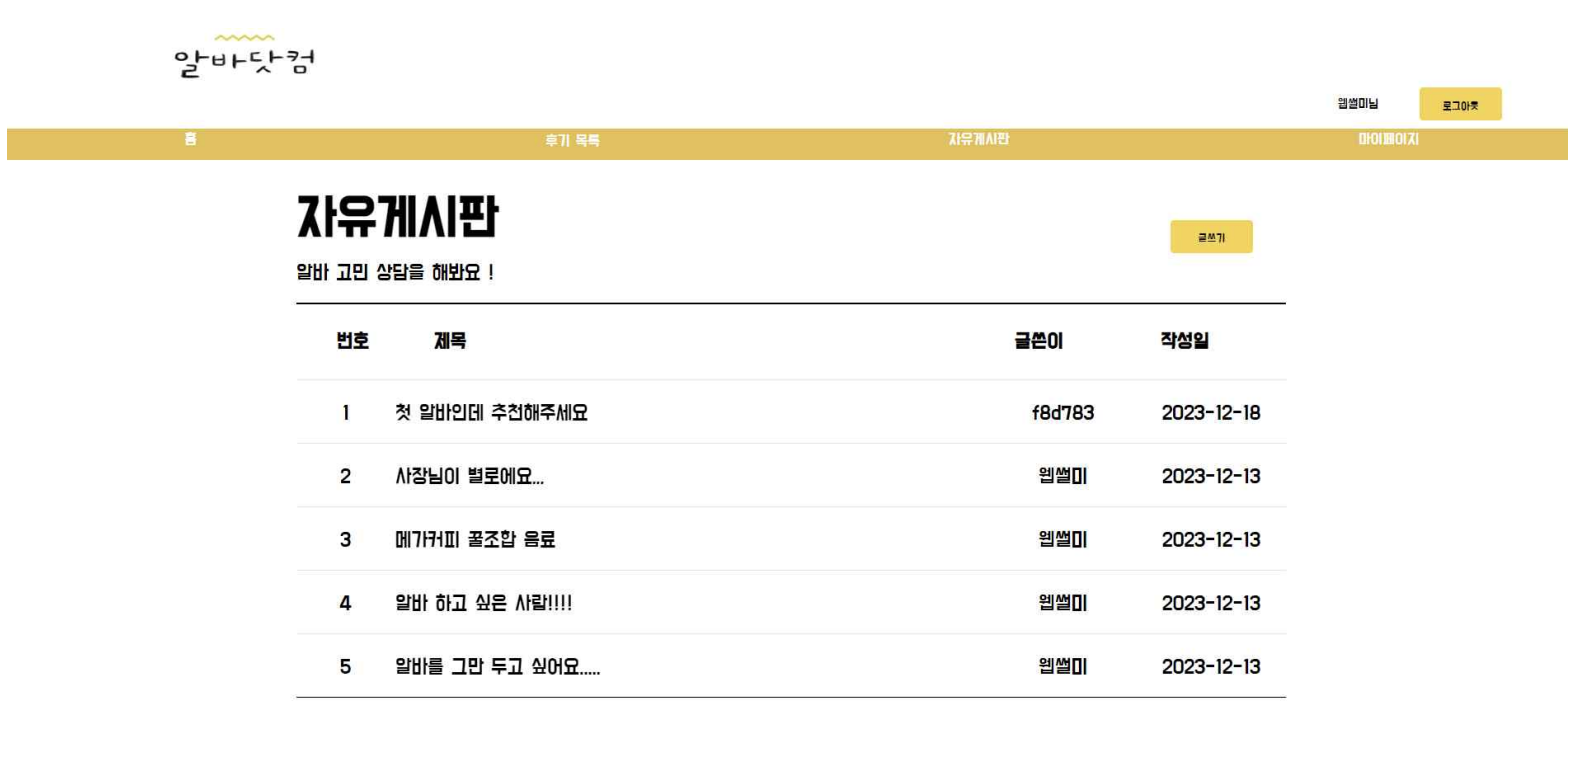 알바닷컴
웹썰미님 로그아웃
홈 후기 목록 자유게시판 마이페이지
자유게시판
글쓰기
알바 고민 상담을 해봐요 !
번호 제목 글쓴이 작성일
1 첫 알바인데 추천해주세요 f8d783 2023-12-18
2 사장님이 별로에요... 웹썰미 2023-12-13
3 메가커피 꿀조합 음료 웹썰미 2023-12-13
4 알바 하고 싶은 사람!!!! 웹썰미 2023-12-13
5 알바를 그만 두고 싶어요..... 웹썰미 2023-12-13